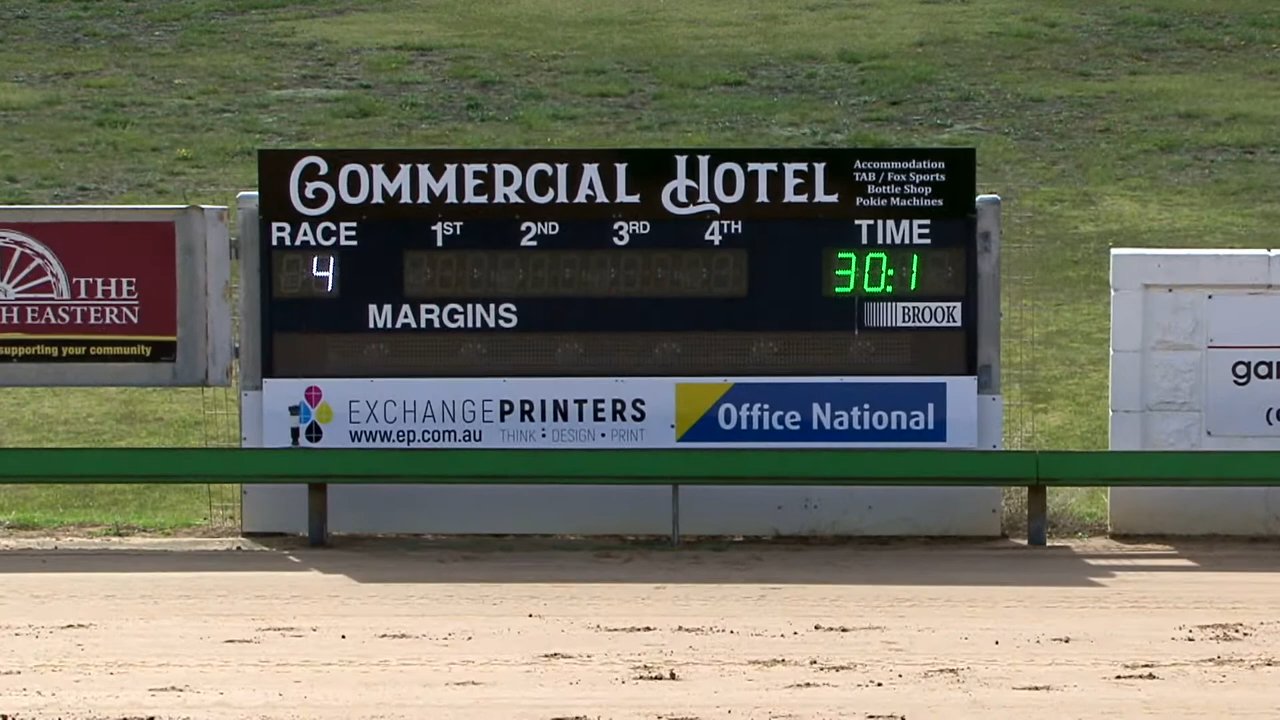 COMMERCIAL HOTEL
Accommodation
TAB / Fox Sports
Bottle Shop
Pokie Machines
RACE 1ST 2ND 3RD 4TH TIME
4 30:1
MARGINS
BROOK
THE
H EASTERN
supporting your community
EXCHANGEPRINTERS
www.ep.com.au THINK : DESIGN • PRINT
Office National
gar
(